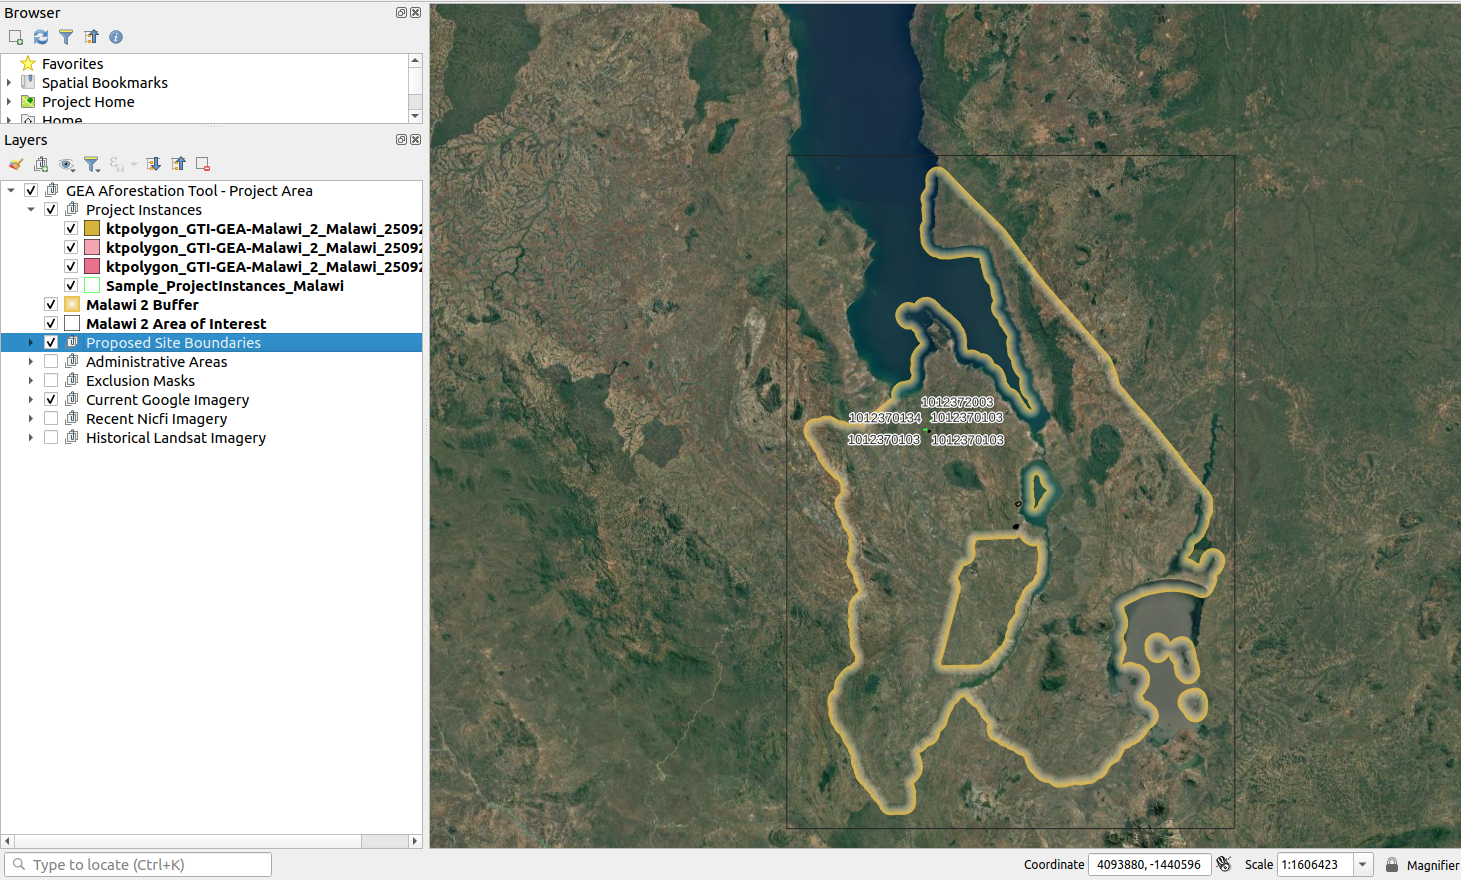 Browser
Favorites
Spatial Bookmarks
Project Home
Home
Layers
GEA Aforestation Tool - Project Area
Project Instances
ktpolygon_GTI-GEA-Malawi_2_Malawi_25092
ktpolygon_GTI-GEA-Malawi_2_Malawi_25092
ktpolygon_GTI-GEA-Malawi_2_Malawi_25092
Sample_ProjectInstances_Malawi
Malawi 2 Buffer
Malawi 2 Area of Interest
Proposed Site Boundaries
Administrative Areas
Exclusion Masks
Current Google Imagery
Recent Nicfi Imagery
Historical Landsat Imagery
1012372003
1012370134 1012370103
1012370103 1012370103
Type to locate (Ctrl+K)
Coordinate 4093880, -1440596 Scale 1:1606423 Magnifier